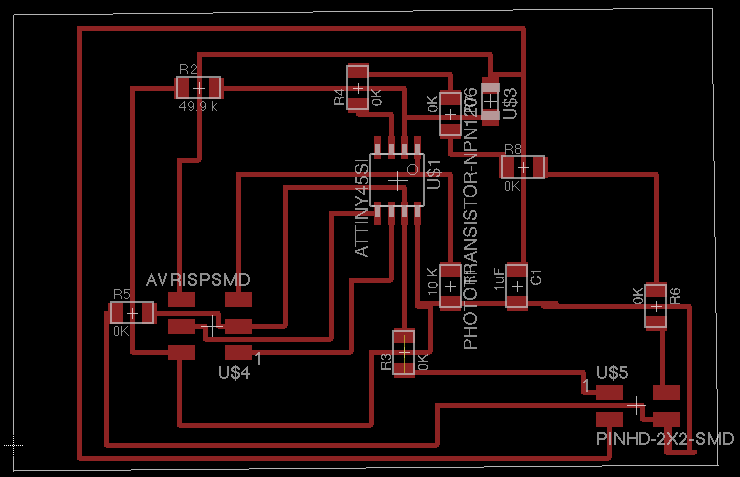 R2
49.9 k
R4
0K
0K
U$3
PHOTOTRANSISTOR-NPN1206
R8
0K
U$1
ATTINY45SI
AVRISPSMD
R5
0K
1
U$4
10 K
1uF
C1
0K
R6
R3
0K
U$5
1
PINHD-2X2-SMD